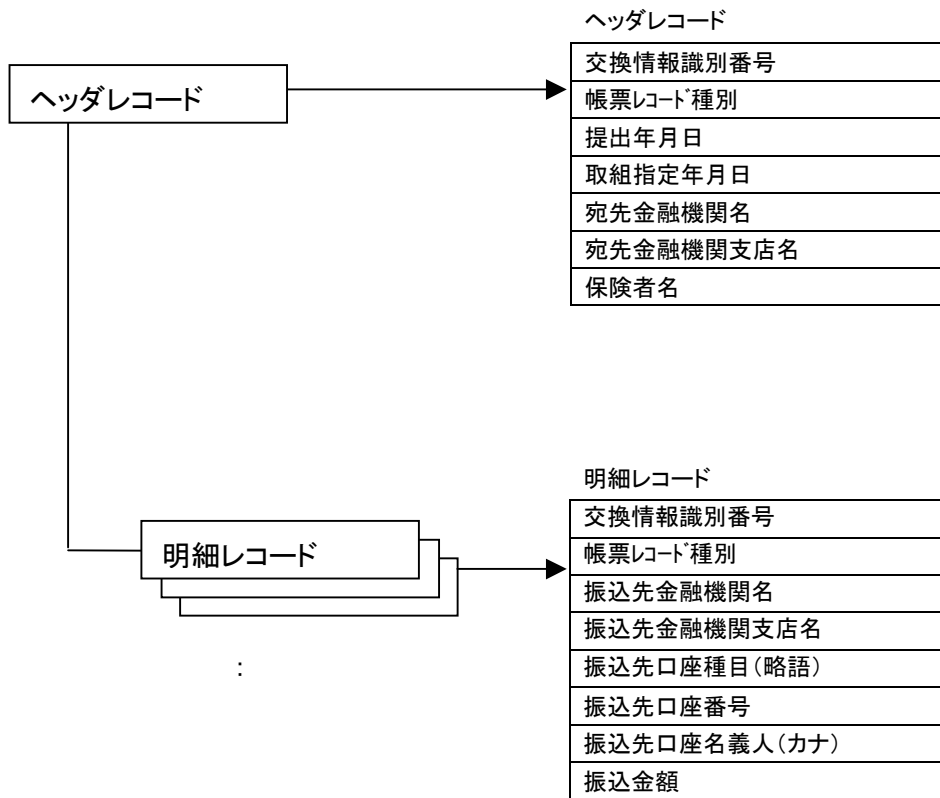 ヘッダレコード
ヘッダレコード
交換情報識別番号
帳票ﾚｺｰﾄﾞ種別
提出年月日
取組指定年月日
宛先金融機関名
宛先金融機関支店名
保険者名
明細レコード
明細レコード
：
交換情報識別番号
帳票ﾚｺｰﾄﾞ種別
振込先金融機関名
振込先金融機関支店名
振込先口座種目（略語）
振込先口座番号
振込先口座名義人（カナ）
振込金額